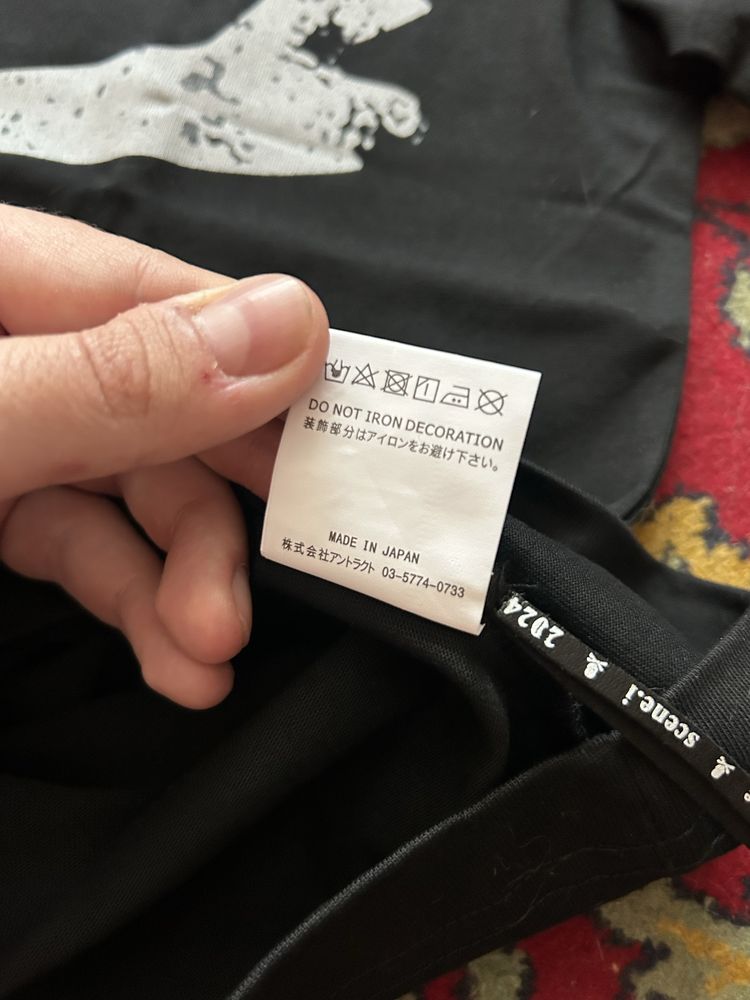 DO NOT IRON DECORATION
装飾部分はアイロンをお避け下さい。
MADE IN JAPAN
株式会社アントラクト 03-5774-0733
2024
scene.i